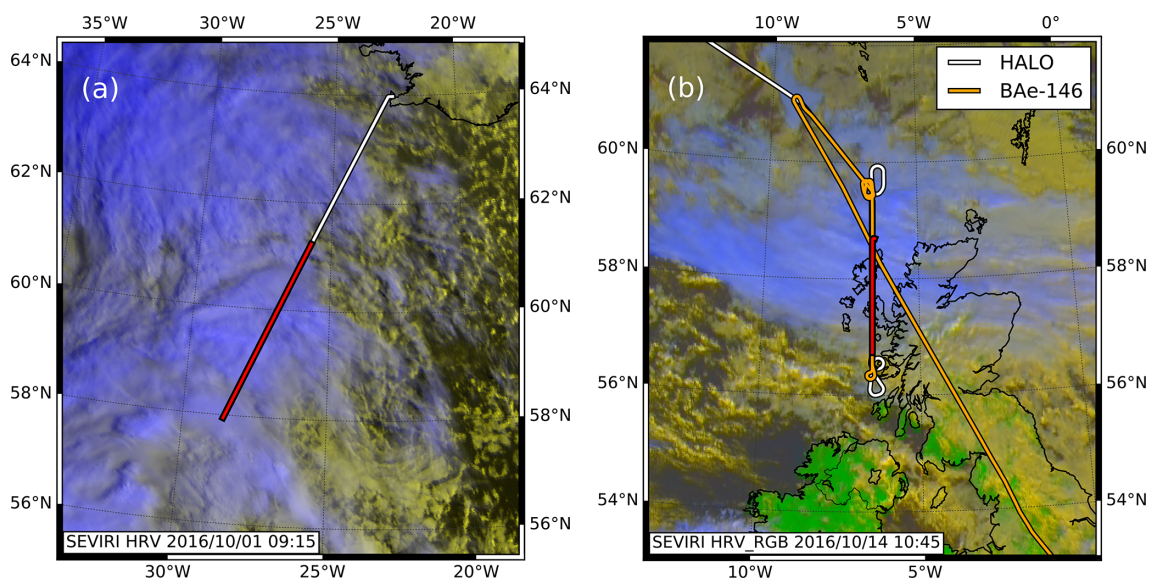 35°W 30°W 25°W 20°W
10°W 5°W 0°
64°N
62°N
60°N
58°N
56°N
(a)
64°N
62°N
60°N
58°N
56°N
SEVIRI HRV 2016/10/01 09:15
30°W 25°W 20°W
60°N
58°N
56°N
54°N
(b)
HALO
BAe-146
60°N
58°N
56°N
54°N
SEVIRI HRV_RGB 2016/10/14 10:45
10°W 5°W